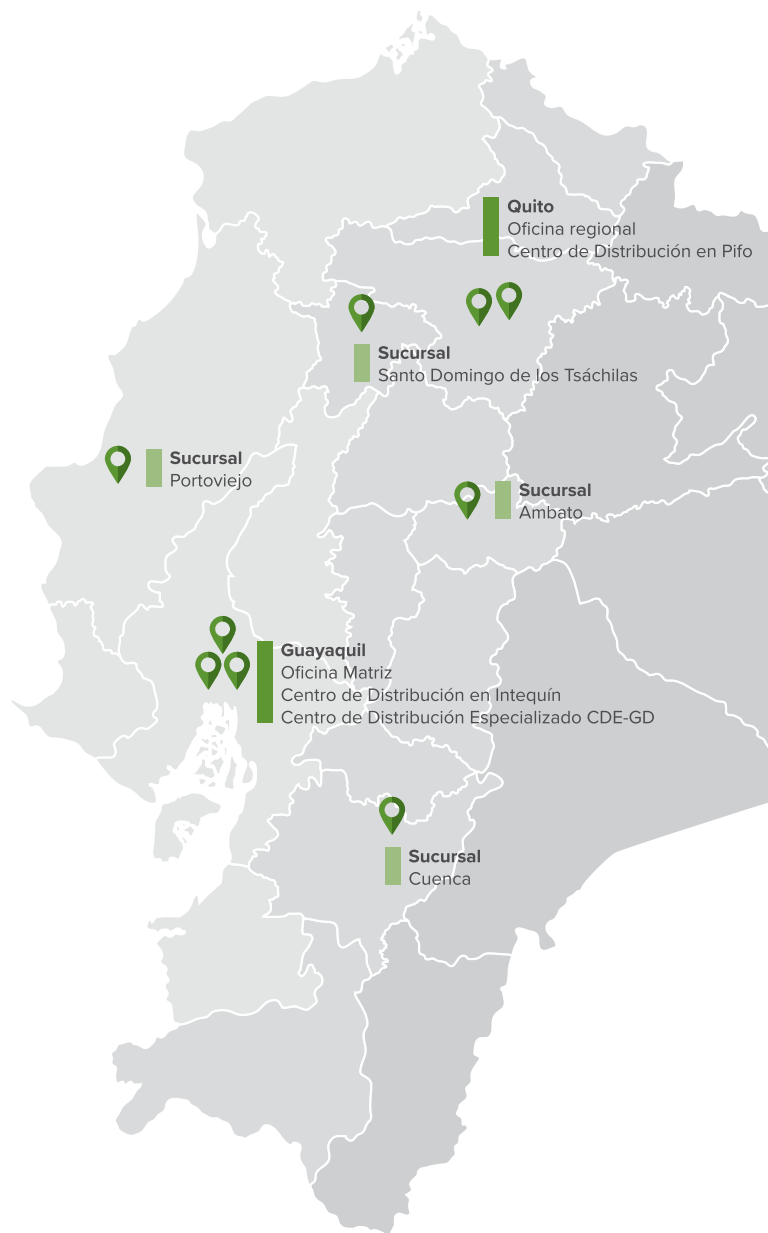 Quito
Oficina regional
Centro de Distribución en Pifo
Sucursal
Santo Domingo de los Tsáchilas
Sucursal
Portoviejo
Sucursal
Ambato
Guayaquil
Oficina Matriz
Centro de Distribución en Intequín
Centro de Distribución Especializado CDE-GD
Sucursal
Cuenca